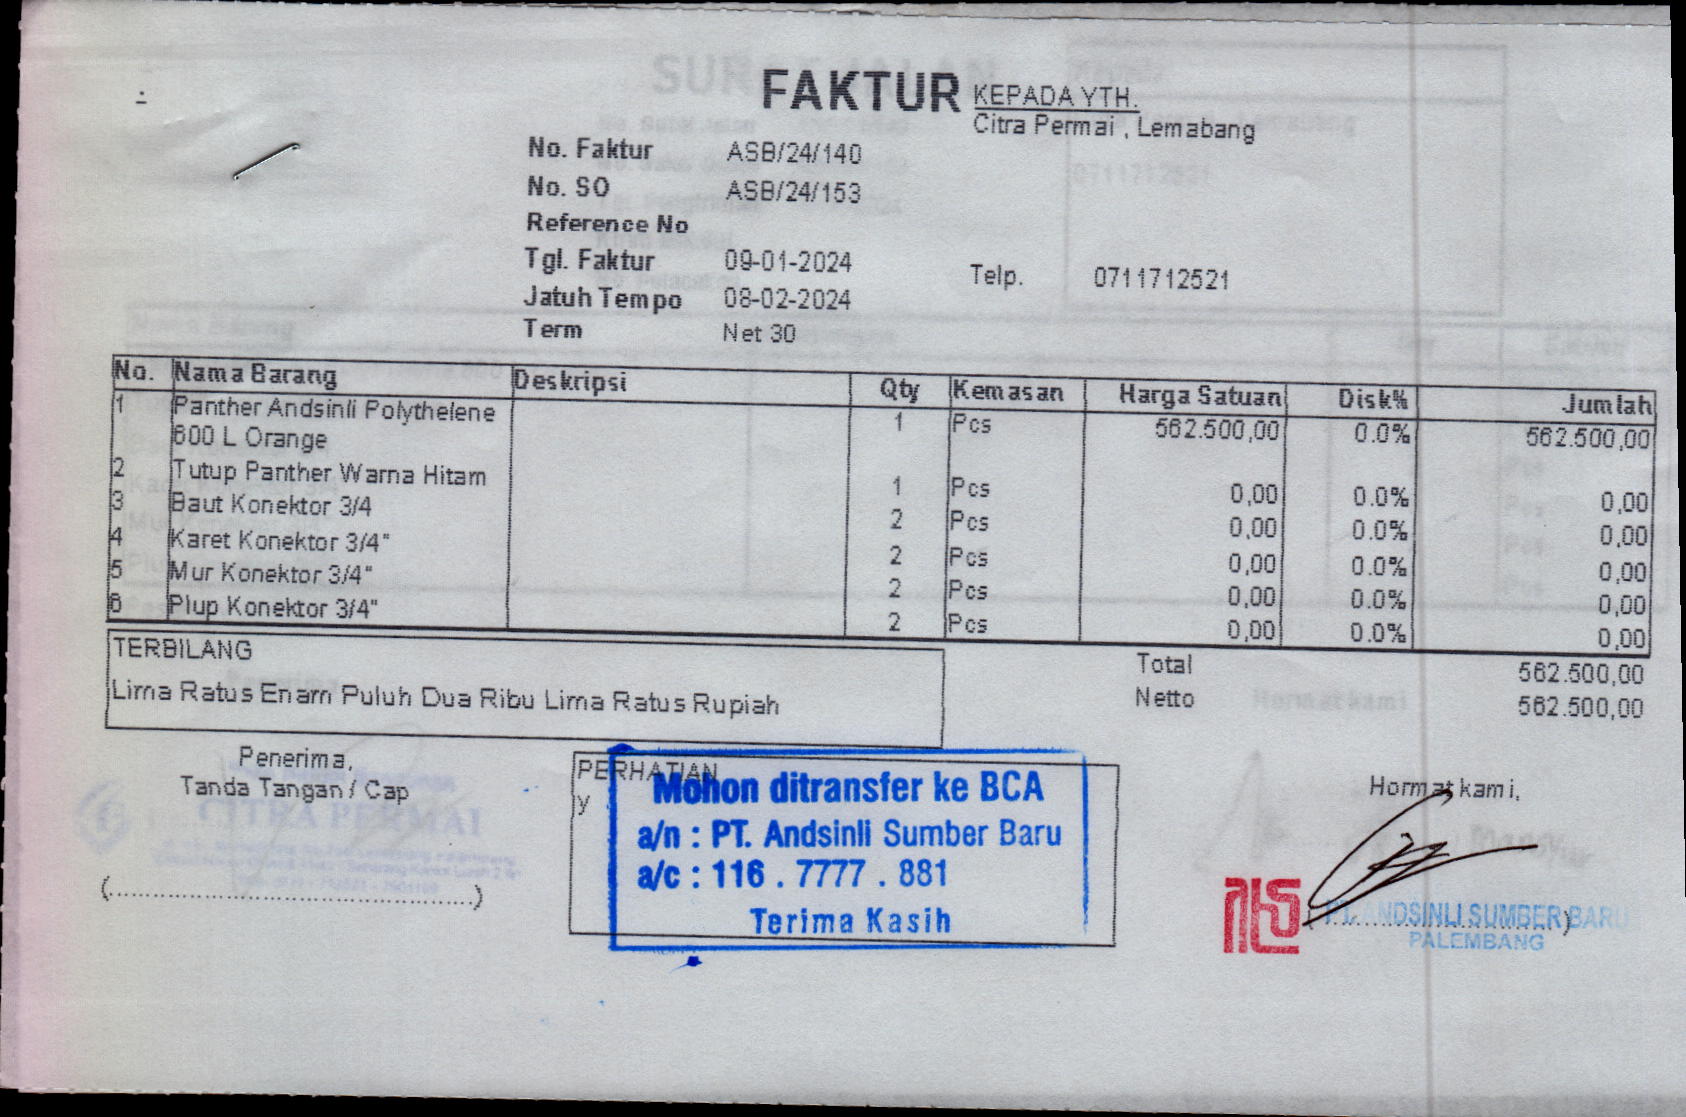 FAKTUR
KEPADA YTH.
Citra Permai , Lemabang
No. Faktur ASB/24/140
No. SO ASB/24/153
Reference No
Tgl. Faktur 09-01-2024
Telp. 0711712521
Jatuh Tempo 08-02-2024
Term Net 30
No. Nama Barang Deskripsi Qty Kemasan Harga Satuan Disk% Jumlah
1 Panther Andsinli Polythelene 1 Pcs 562.500,00 0.0% 562.500,00
600 L Orange
2 Tutup Panther Warna Hitam 1 Pcs 0,00 0.0% 0,00
3 Baut Konektor 3/4 2 Pcs 0,00 0.0% 0,00
4 Karet Konektor 3/4" 2 Pcs 0,00 0.0% 0,00
5 Mur Konektor 3/4" 2 Pcs 0,00 0.0% 0,00
6 Plup Konektor 3/4" 2 Pcs 0,00 0.0% 0,00
TERBILANG
Lima Ratus Enam Puluh Dua Ribu Lima Ratus Rupiah
Total 562.500,00
Netto 562.500,00
Penerima,
Tanda Tangan / Cap
CITRA PERMAI
(..................................................)
PERHATIAN
y
Mohon ditransfer ke BCA
a/n : PT. Andsinli Sumber Baru
a/c : 116 . 7777 . 881
Terima Kasih
Hormat kami,
PT. ANDSINLI SUMBER BARU
PALEMBANG